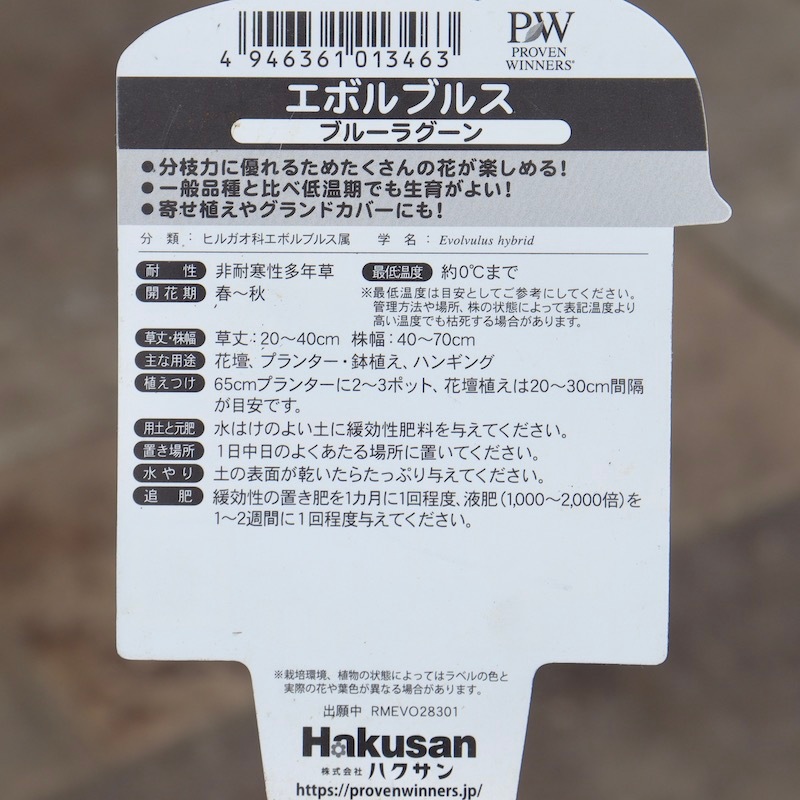 4 946361 013463
PW
PROVEN
WINNERS®
エボルブルス
ブルーラグーン
●分枝力に優れるためたくさんの花が楽しめる!
●一般品種と比べ低温期でも生育がよい!
●寄せ植えやグランドカバーにも!
分 類 : ヒルガオ科エボルブルス属 学 名 : Evolvulus hybrid
耐 性 非耐寒性多年草 最低温度 約0℃まで
開花期 春〜秋
※最低温度は目安としてご参考にしてください。
管理方法や場所、株の状態によって表記温度より
高い温度でも枯死する場合があります。
草丈・株幅 草丈:20〜40cm 株幅:40〜70cm
主な用途 花壇、プランター・鉢植え、ハンギング
植えつけ 65cmプランターに2〜3ポット、花壇植えは20〜30cm間隔
が目安です。
用土と元肥 水はけのよい土に緩効性肥料を与えてください。
置き場所 1日中日のよくあたる場所に置いてください。
水やり 土の表面が乾いたらたっぷり与えてください。
追 肥 緩効性の置き肥を1カ月に1回程度、液肥(1,000〜2,000倍)を
1〜2週間に1回程度与えてください。
※栽培環境、植物の状態によってはラベルの色と
実際の花や葉色が異なる場合があります。
出願中 RMEVO28301
Hakusan
株式会社 ハクサン
https://provenwinners.jp/